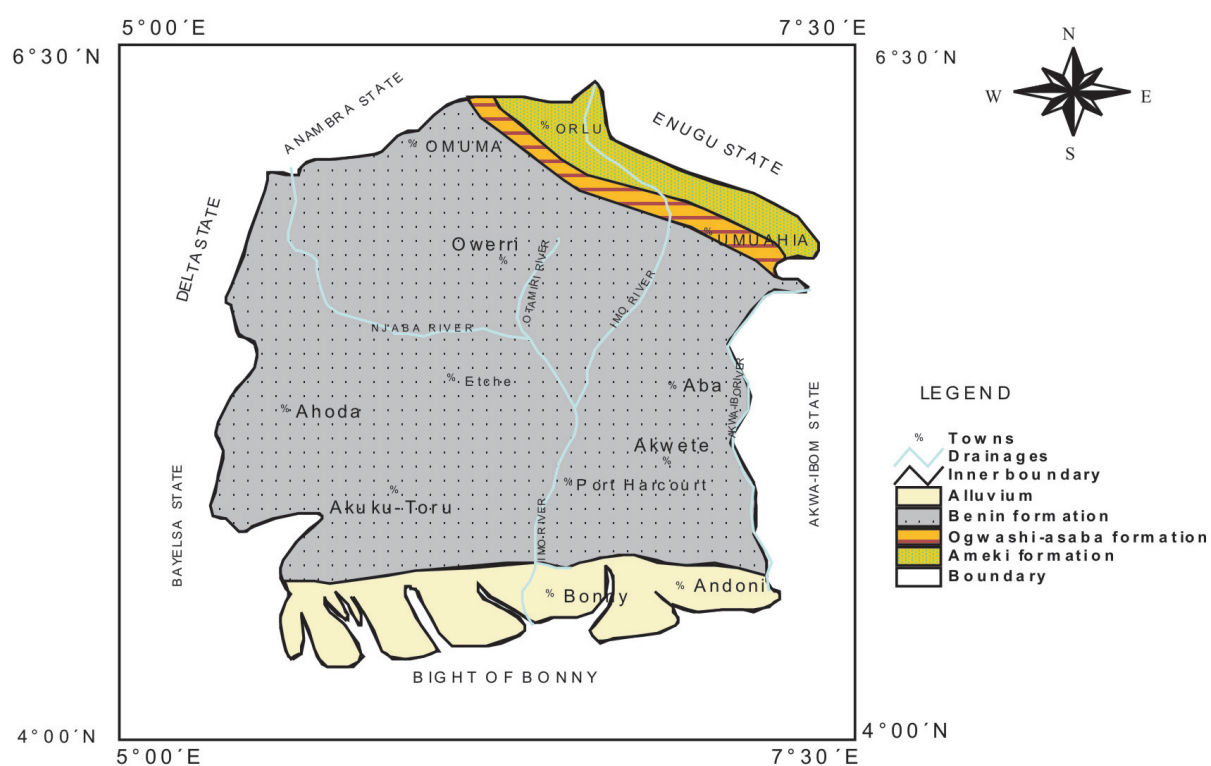 5°00´E
7°30´E
6°30´N
6°30´N
N
W
E
S
ANAMBRA STATE
ENUGU STATE
DELTA STATE
% ORLU
% OMUMA
% UMUAHIA
Owerri
%
OTAMIRI RIVER
IMO RIVER
NJABA RIVER
% Etche
% Aba
AKWA-IBORIVER
AKWA-IBOM STATE
% Ahoda
Akwete
%
% Port Harcourt
%
Akuku-Toru
BAYELSA STATE
IMO-RIVER
% Bonny
% Andoni
BIGHT OF BONNY
LEGEND
% Towns
Drainages
Inner boundary
Alluvium
Benin formation
Ogwashi-asaba formation
Ameki formation
Boundary
4°00´N
4°00´N
5°00´E
7°30´E